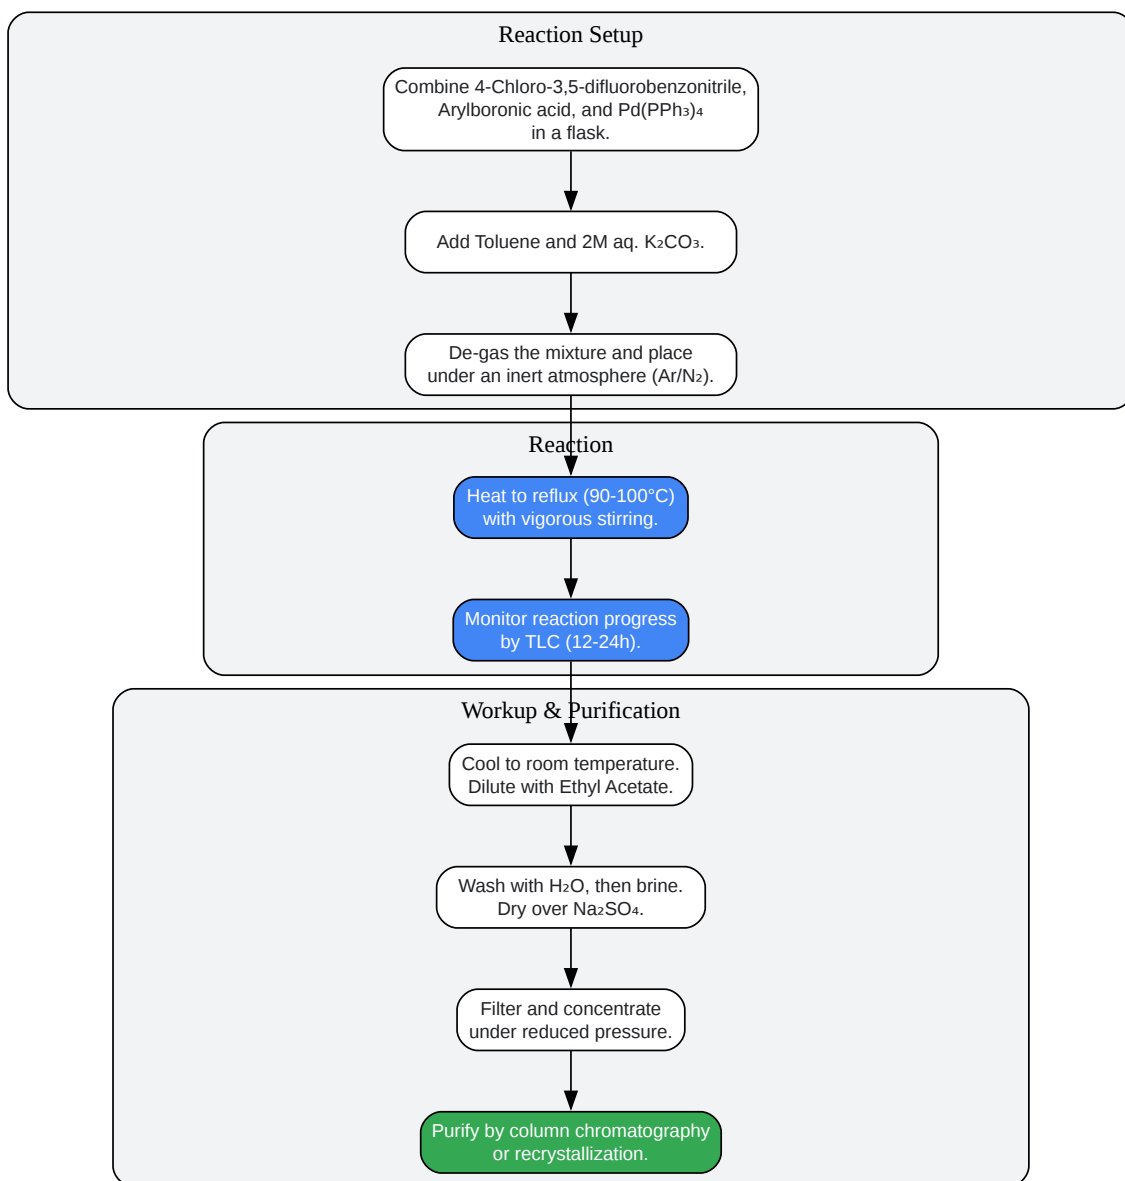 Reaction Setup
Combine 4-Chloro-3,5-difluorobenzonitrile,
Arylboronic acid, and Pd(PPh₃)₄
in a flask.
Add Toluene and 2M aq. K₂CO₃.
De-gas the mixture and place
under an inert atmosphere (Ar/N₂).
Reaction
Heat to reflux (90-100°C)
with vigorous stirring.
Monitor reaction progress
by TLC (12-24h).
Workup & Purification
Cool to room temperature.
Dilute with Ethyl Acetate.
Wash with H₂O, then brine.
Dry over Na₂SO₄.
Filter and concentrate
under reduced pressure.
Purify by column chromatography
or recrystallization.